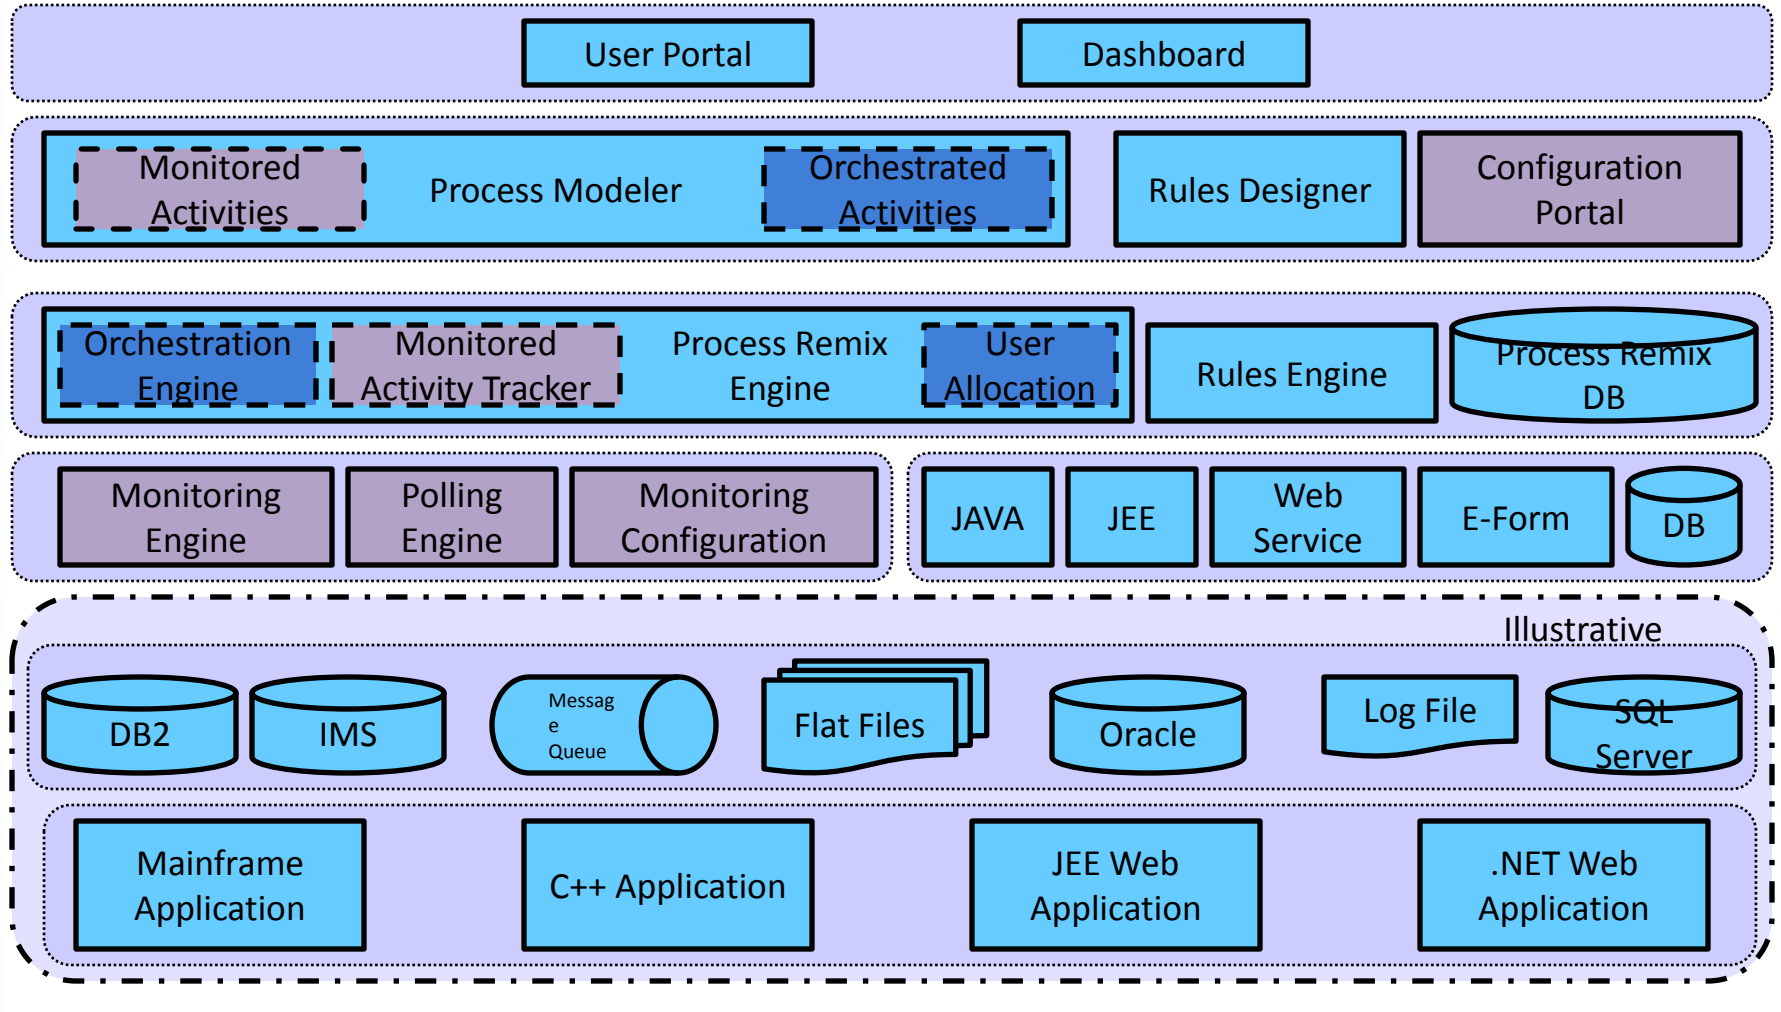 User Portal
Dashboard
Monitored
Activities
Process Modeler
Orchestrated
Activities
Rules Designer
Configuration
Portal
Orchestration
Engine
Monitored
Activity Tracker
Process Remix
Engine
User
Allocation
Rules Engine
Process Remix
DB
Monitoring
Engine
Polling
Engine
Monitoring
Configuration
JAVA
JEE
Web
Service
E-Form
DB
Illustrative
DB2
IMS
Messag
e
Queue
Flat Files
Oracle
Log File
SQL
Server
Mainframe
Application
C++ Application
JEE Web
Application
.NET Web
Application